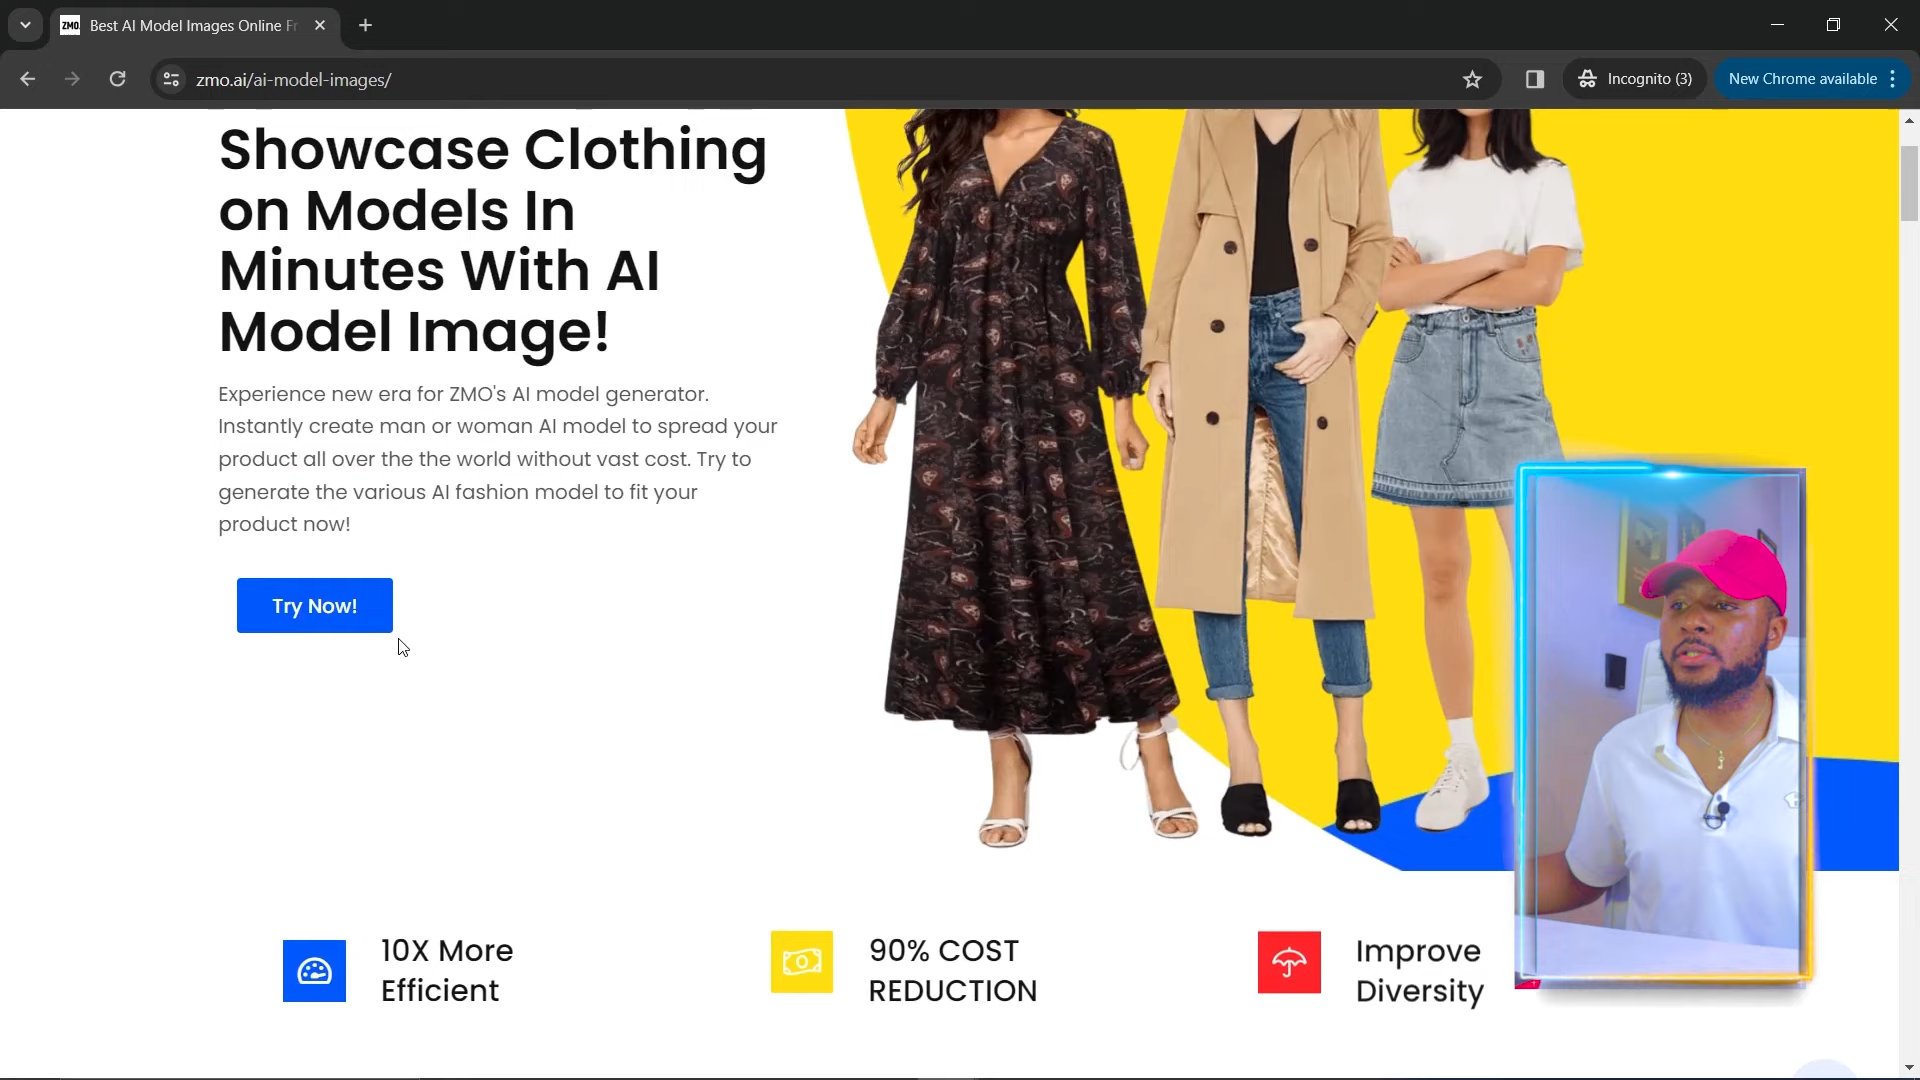 ZMO
Best AI Model Images Online Fr
zmo.ai/ai-model-images/
Incognito (3)
New Chrome available
Showcase Clothing
on Models In
Minutes With AI
Model Image!
Experience new era for ZMO's AI model generator.
Instantly create man or woman AI model to spread your
product all over the the world without vast cost. Try to
generate the various AI fashion model to fit your
product now!
Try Now!
10X More
Efficient
90% COST
REDUCTION
Improve
Diversity